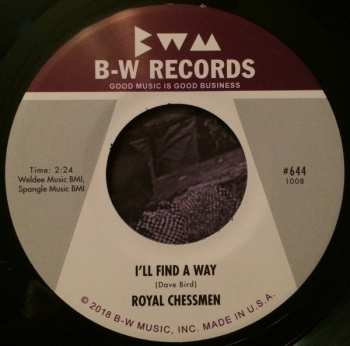 BWM
B-W RECORDS
GOOD MUSIC IS GOOD BUSINESS
Time: 2:24
Weldee Music BMI,
Spangle Music BMI
#644
1008
I'LL FIND A WAY
(Dave Bird)
ROYAL CHESSMEN
© 2018 B-W MUSIC, INC. MADE IN U.S.A.